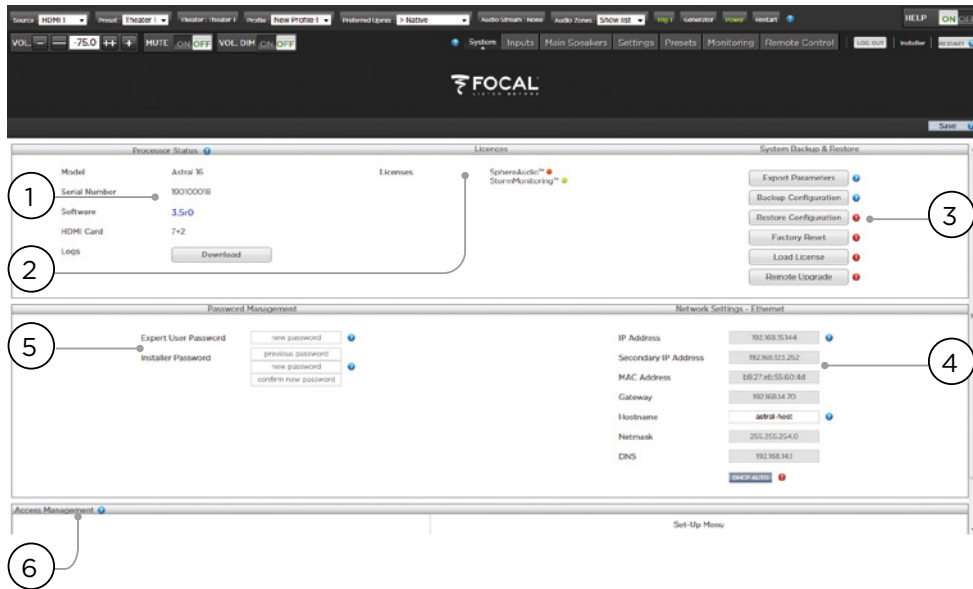 Source : HDMI 1 Preset : Theater 1 Theater : Theater 1 Profile : New Profile 1 Preferred Upmix : > Native Audio Stream : None Audio Zones : Show list Trig 1 Generator Power Restart HELP ON OFF
VOL. -75.0 MUTE ON OFF VOL. DIM ON OFF System Inputs Main Speakers Settings Presets Monitoring Remote Control LOG OUT Installer RESTART
FOCAL
LISTEN BEYOND
Save
Processor Status Licences System Backup & Restore
Model Astral 16 Licenses SphereAudio™
StormMonitoring™
Export Parameters
1
Serial Number 190100018
Backup Configuration
Software 3.5r0
Restore Configuration
3
HDMI Card 7+2
Factory Reset
Logs Download
Load License
2
Remote Upgrade
Password Management Network Settings - Ethernet
5
Expert User Password new password
Installer Password previous password
new password
confirm new password
IP Address
Secondary IP Address 192.168.123.252
4
MAC Address b8:27:eb:55:60:4d
Gateway 192.168.14.70
Hostname astral-host
Netmask 255.255.254.0
DNS 192.168.14.1
DHCP AUTO
Access Management
Set-Up Menu
6